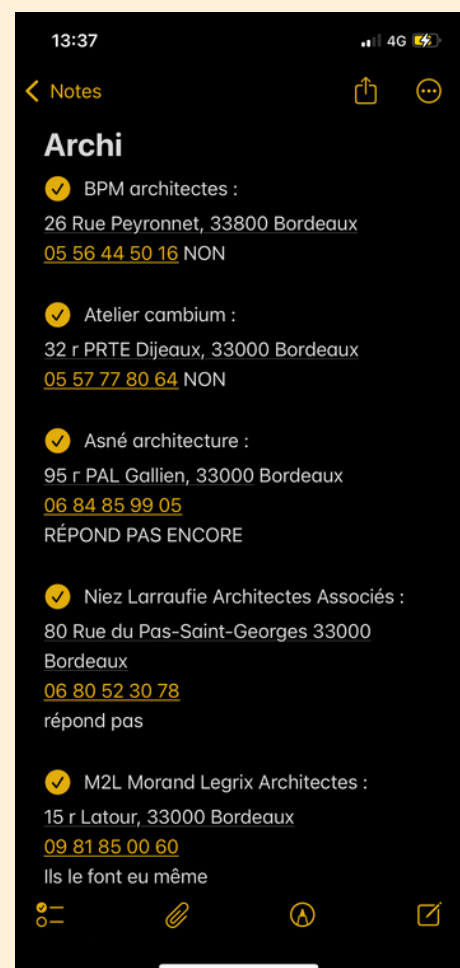 13:37
4G
Notes
Archi
BPM architectes :
26 Rue Peyronnet, 33800 Bordeaux
05 56 44 50 16 NON
Atelier cambium :
32 r PRTE Dijeaux, 33000 Bordeaux
05 57 77 80 64 NON
Asné architecture :
95 r PAL Gallien, 33000 Bordeaux
06 84 85 99 05
RÉPOND PAS ENCORE
Niez Larraufie Architectes Associés :
80 Rue du Pas-Saint-Georges 33000
Bordeaux
06 80 52 30 78
répond pas
M2L Morand Legrix Architectes :
15 r Latour, 33000 Bordeaux
09 81 85 00 60
Ils le font eu même